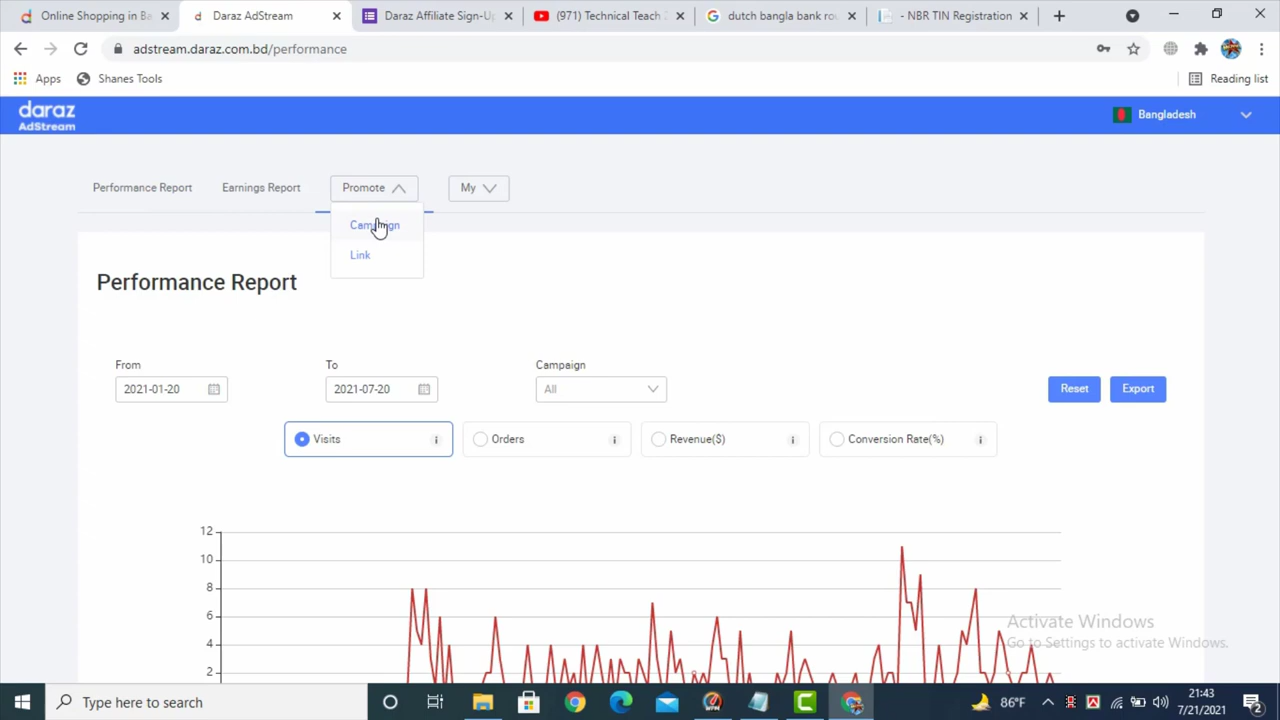 Online Shopping in Ba
Daraz AdStream
Daraz Affiliate Sign-Up
(971) Technical Teach
dutch bangla bank rou
- NBR TIN Registration
adstream.daraz.com.bd/performance
Apps
Shanes Tools
Reading list
daraz
AdStream
Bangladesh
Performance Report
Earnings Report
Promote
My
Campaign
Link
Performance Report
From
To
Campaign
2021-01-20
2021-07-20
All
Reset
Export
Visits
Orders
Revenue($)
Conversion Rate(%)
12
10
8
6
4
2
Activate Windows
Go to Settings to activate Windows.
Type here to search
86°F
21:43
7/21/2021
2